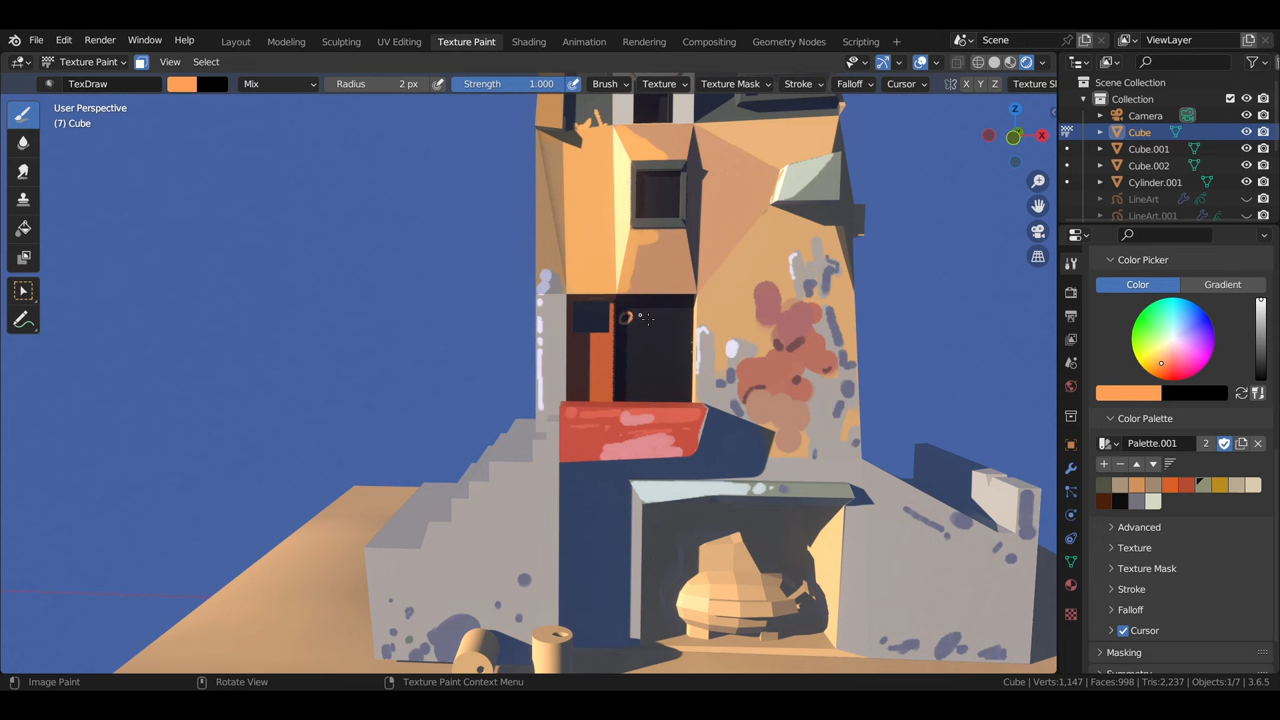 File Edit Render Window Help Layout Modeling Sculpting UV Editing Texture Paint Shading Animation Rendering Compositing Geometry Nodes Scripting + Scene ViewLayer
Texture Paint View Select
TexDraw Mix Radius 2 px Strength 1.000 Brush Texture Texture Mask Stroke Falloff Cursor X Y Z Texture Sl
User Perspective
(7) Cube
Z
X
Scene Collection
Collection
Camera
Cube
Cube.001
Cube.002
Cylinder.001
LineArt
LineArt.001
Color Picker
Color Gradient
Color Palette
Palette.001 2
Advanced
Texture
Texture Mask
Stroke
Falloff
Cursor
Masking
Image Paint Rotate View Texture Paint Context Menu Cube | Verts:1,147 | Faces:998 | Tris:2,237 | Objects:1/7 | 3.6.5